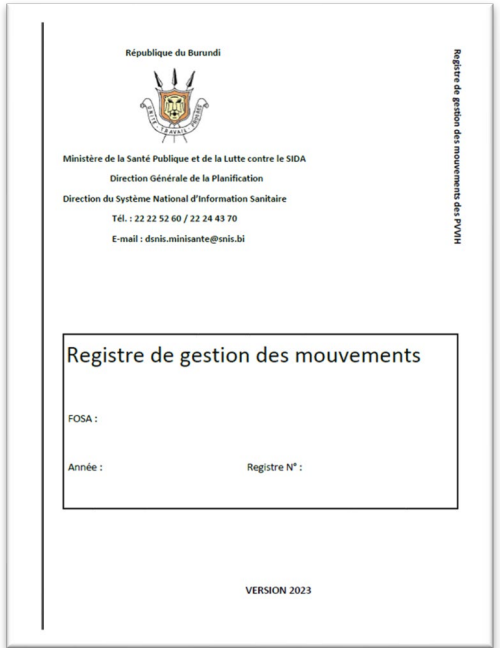 République du Burundi
UNITE - TRAVAIL - PROGRES
Ministère de la Santé Publique et de la Lutte contre le SIDA
Direction Générale de la Planification
Direction du Système National d'Information Sanitaire
Tél. : 22 22 52 60 / 22 24 43 70
E-mail : dsnis.minisante@snis.bi
Registre de gestion des mouvements des PVVIH
Registre de gestion des mouvements
FOSA :
Année :
Registre N° :
VERSION 2023